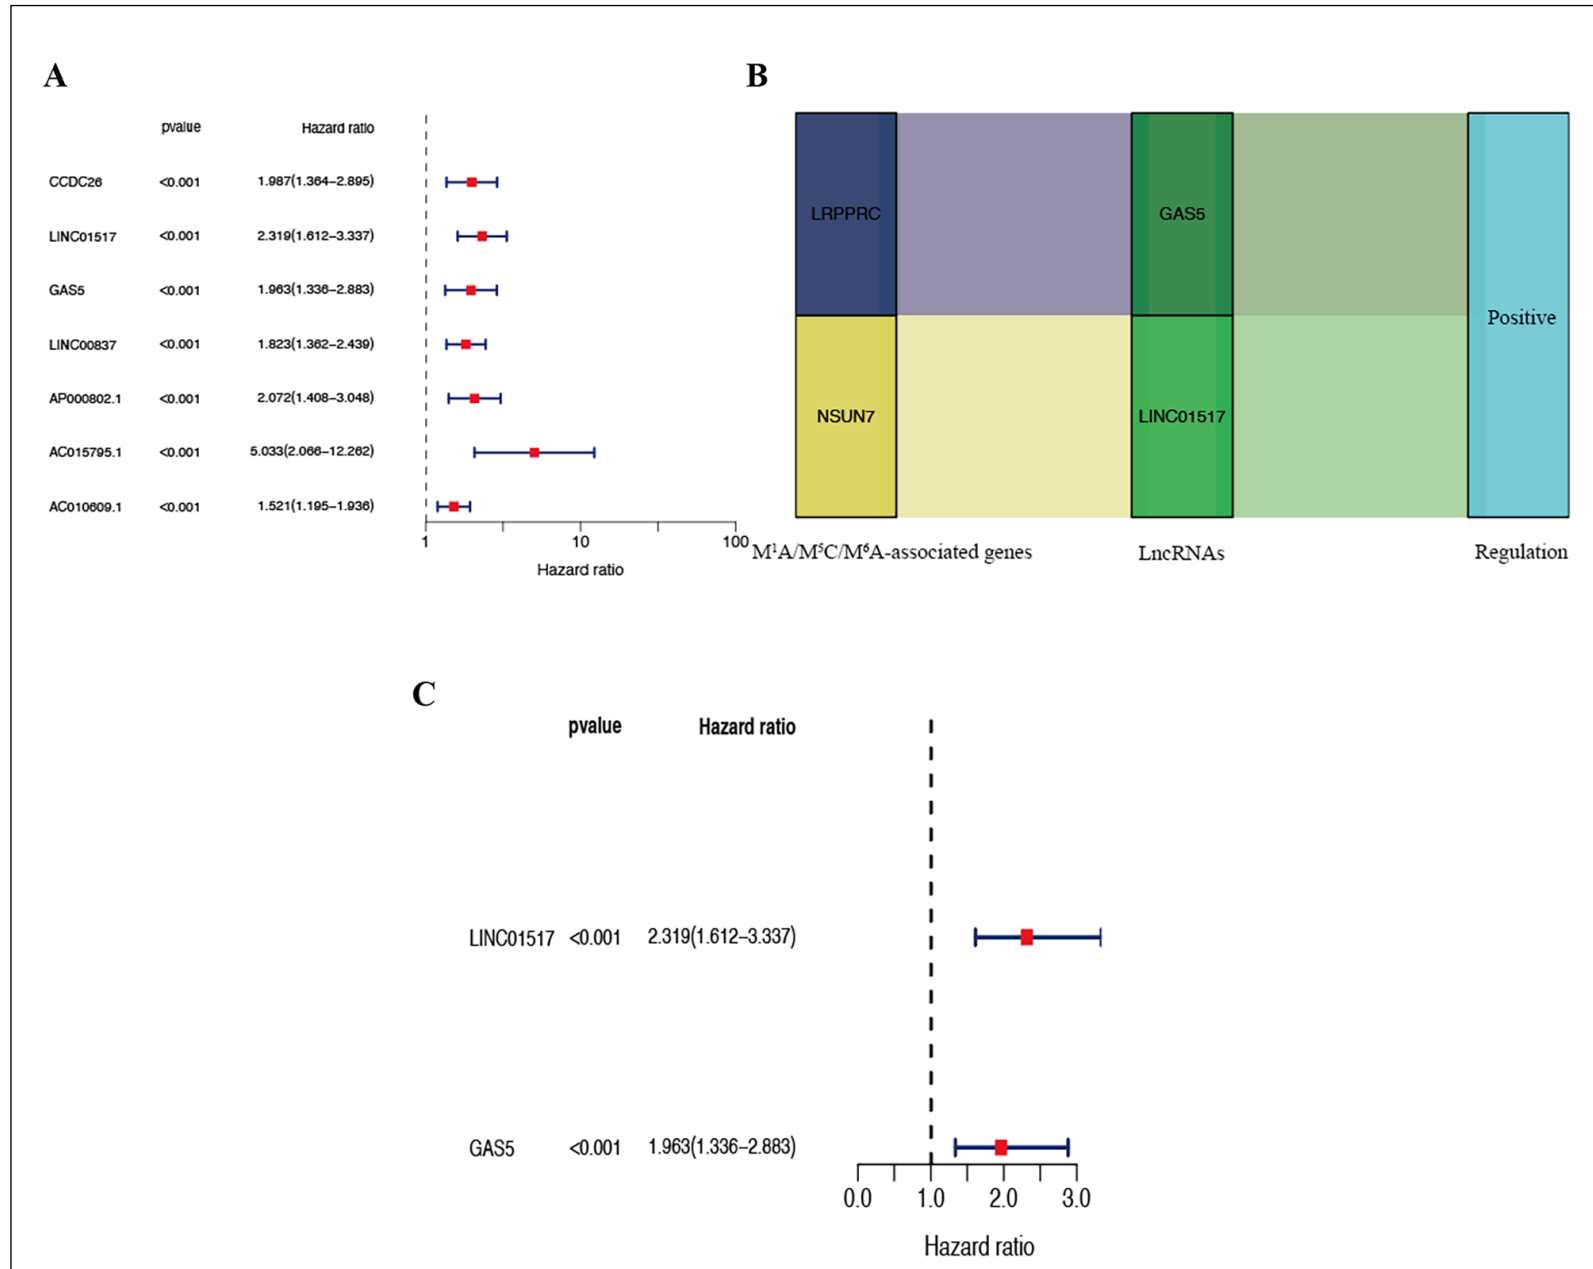 A
pvalue Hazard ratio
CCDC26 <0.001 1.987(1.364–2.895)
LINC01517 <0.001 2.319(1.612–3.337)
GAS5 <0.001 1.963(1.336–2.883)
LINC00837 <0.001 1.823(1.362–2.439)
AP000802.1 <0.001 2.072(1.408–3.048)
AC015795.1 <0.001 5.033(2.066–12.262)
AC010609.1 <0.001 1.521(1.195–1.936)
1 10 100
Hazard ratio
B
LRPPRC GAS5
Positive
NSUN7 LINC01517
M¹A/M⁵C/M⁶A-associated genes LncRNAs Regulation
C
pvalue Hazard ratio
LINC01517 <0.001 2.319(1.612–3.337)
GAS5 <0.001 1.963(1.336–2.883)
0.0 1.0 2.0 3.0
Hazard ratio